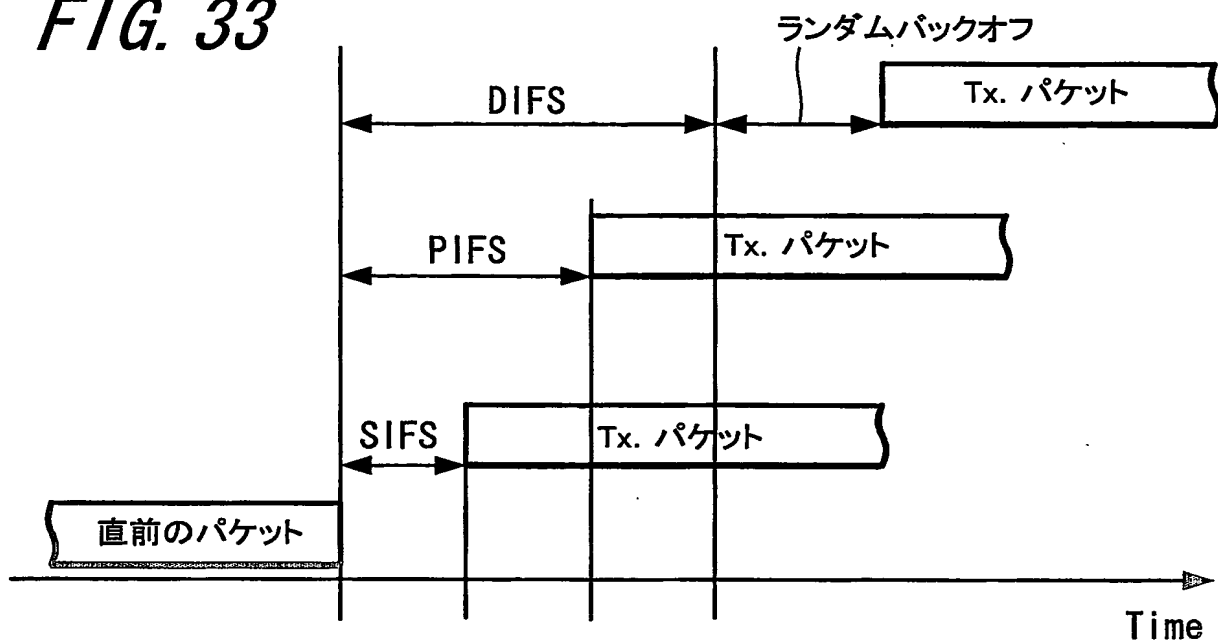 FIG. 33
ランダムバックオフ
DIFS
Tx. パケット
PIFS
Tx. パケット
SIFS
Tx. パケット
直前のパケット
Time